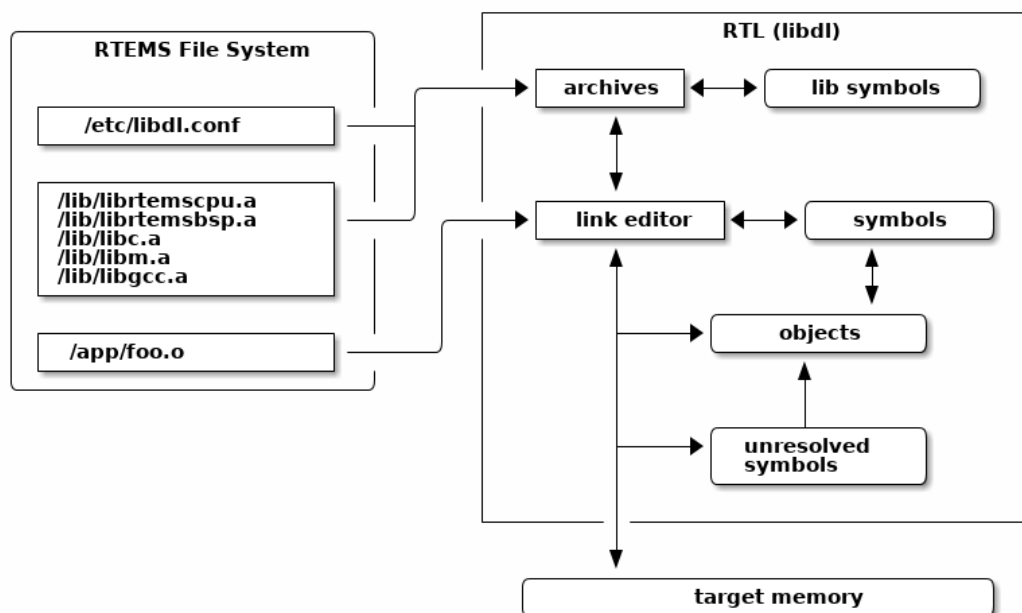 RTEMS File System
/etc/libdl.conf
/lib/librtemscpu.a
/lib/librtemsbsp.a
/lib/libc.a
/lib/libm.a
/lib/libgcc.a
/app/foo.o
RTL (libdl)
archives
lib symbols
link editor
symbols
objects
unresolved
symbols
target memory